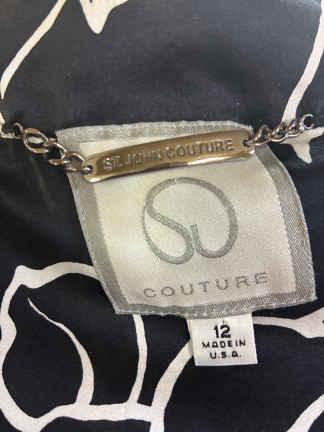 ST. JOHN COUTURE
SJ
COUTURE
12
MADE IN
U.S.A.